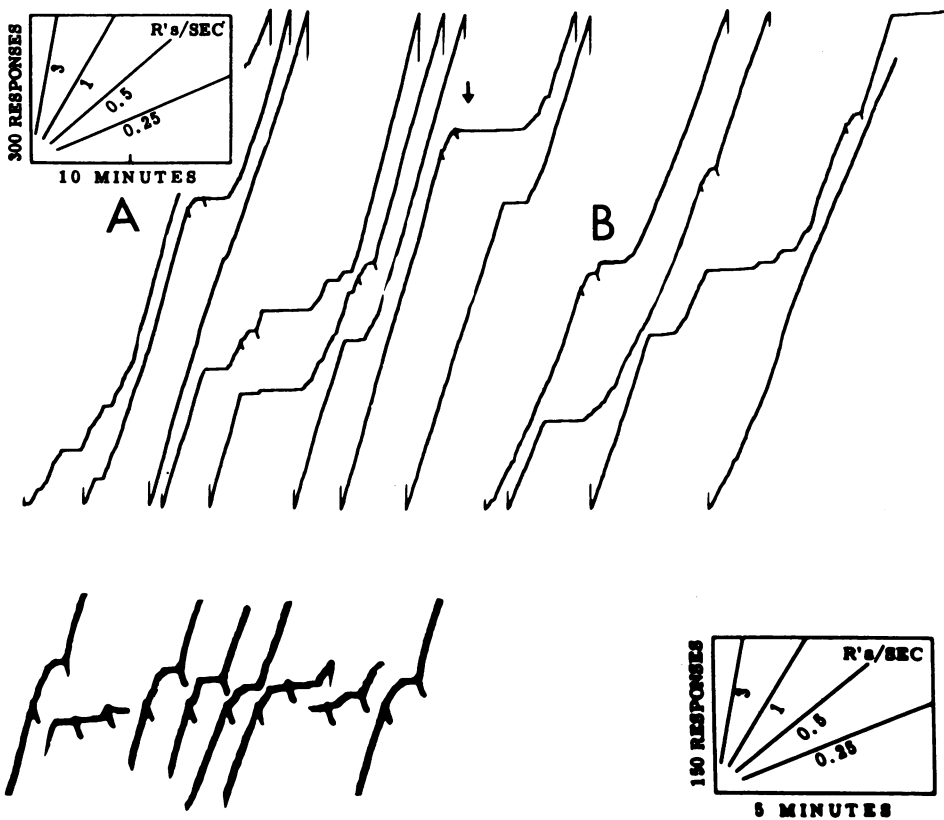 R's/SEC
3
1
0.5
0.25
300 RESPONSES
10 MINUTES
A
B
R's/SEC
3
1
0.5
0.25
150 RESPONSES
5 MINUTES